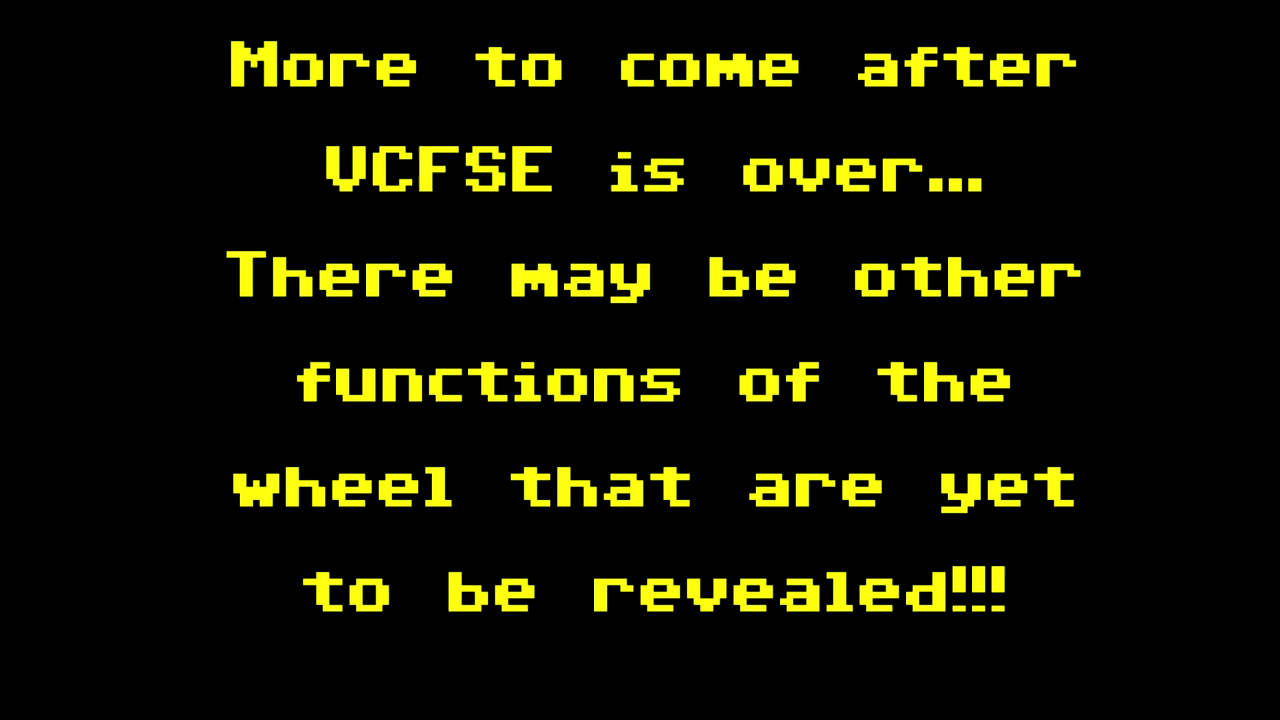 More to come after
VCFSE is over...
There may be other
functions of the
wheel that are yet
to be revealed!!!